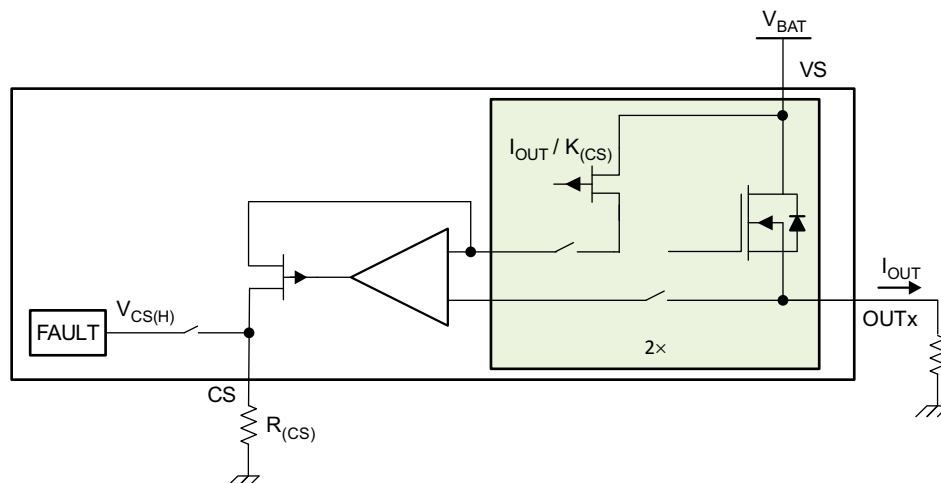 V_BAT
VS
I_OUT / K_(CS)
I_OUT
V_CS(H)
FAULT
OUTx
2×
CS
R_(CS)